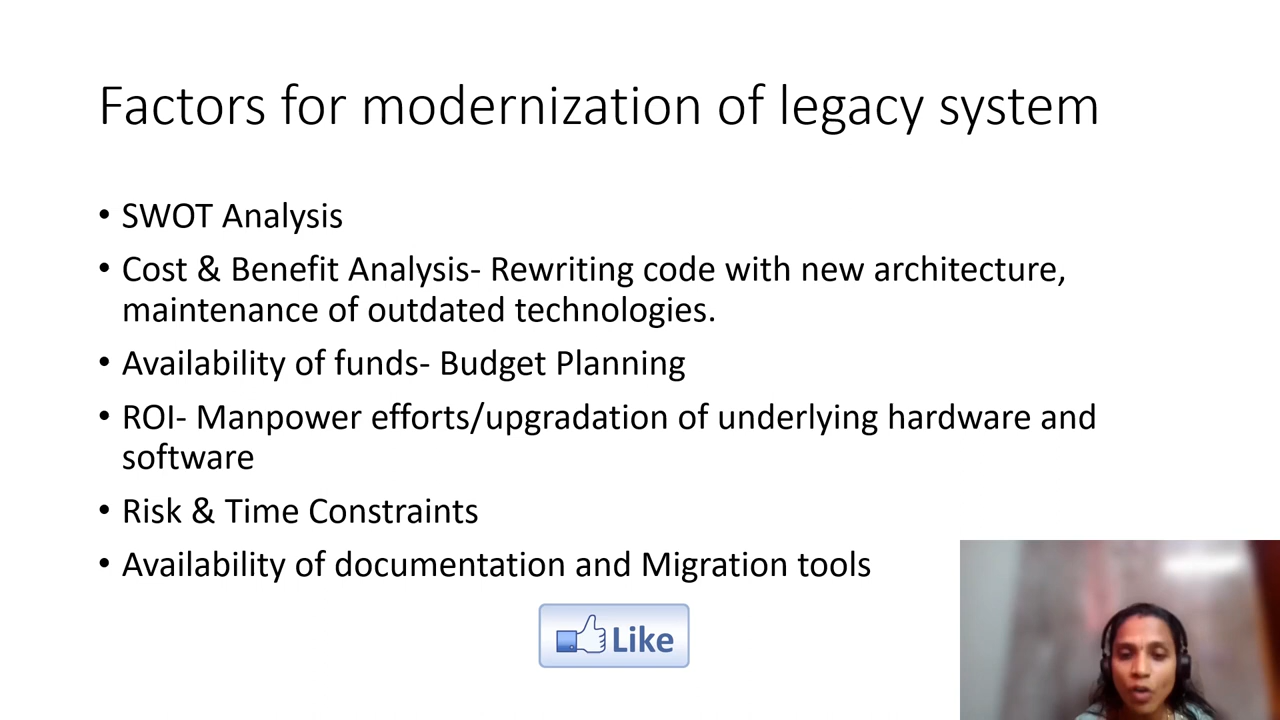 Factors for modernization of legacy system
• SWOT Analysis
• Cost & Benefit Analysis- Rewriting code with new architecture,
maintenance of outdated technologies.
• Availability of funds- Budget Planning
• ROI- Manpower efforts/upgradation of underlying hardware and
software
• Risk & Time Constraints
• Availability of documentation and Migration tools
Like